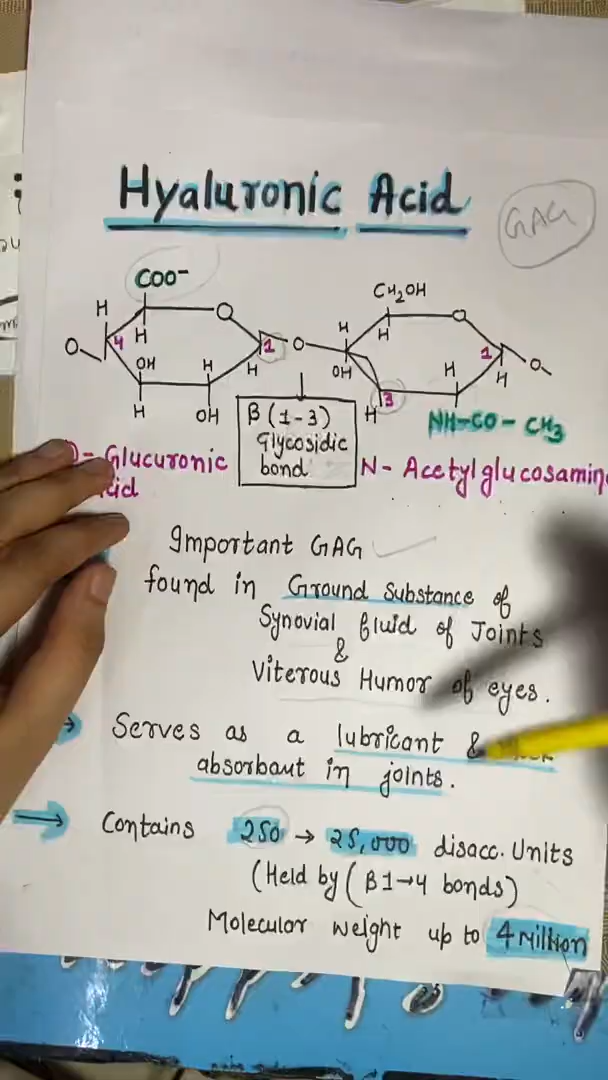 Hyaluronic Acid
GAG
COO⁻
CH₂OH
H
O
O
H
4
H
H
H
O
1
O
1
O
OH
H
H
OH
H
H
H
OH
3
H
NH-CO-CH₃
β (1-3)
Glycosidic
bond
D-Glucuronic
N-Acetylglucosamin
Important GAG
found in Ground Substance of
Synovial fluid of Joints
&
Viterous Humor of eyes.
→ Serves as a lubricant &
absorbaut in joints.
→ Contains 250 → 25,000 disacc. Units
(Held by (β1→4 bonds)
Moleculor weight up to 4 Million